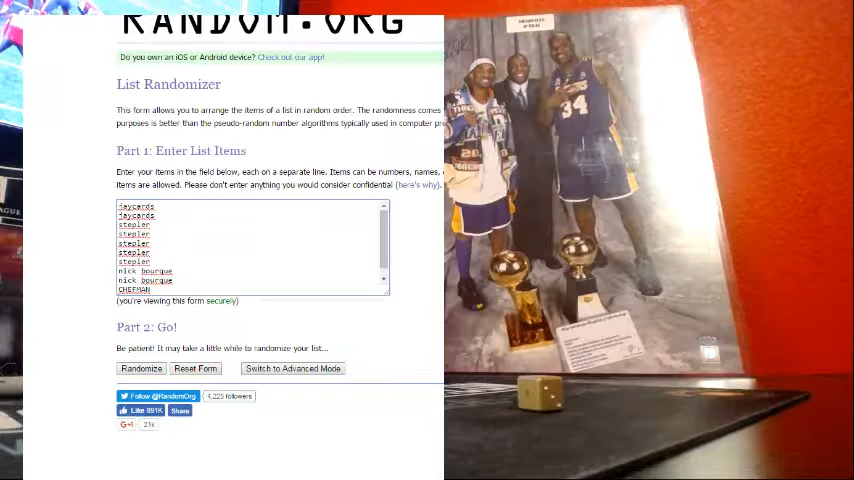 RANDOM.ORG
Do you own an iOS or Android device? Check out our app!
List Randomizer
This form allows you to arrange the items of a list in random order. The randomness comes
purposes is better than the pseudo-random number algorithms typically used in computer pr
Part 1: Enter List Items
Enter your items in the field below, each on a separate line. Items can be numbers, names,
items are allowed. Please don't enter anything you would consider confidential (here's why).
jaycards
jaycards
stepler
stepler
stepler
stepler
stepler
nick bourque
nick bourque
CHEFMAN
(you're viewing this form securely)
Part 2: Go!
Be patient! It may take a little while to randomize your list...
Randomize Reset Form Switch to Advanced Mode
Follow @RandomOrg 4,225 followers
Like 891K Share
G+1 21k
34